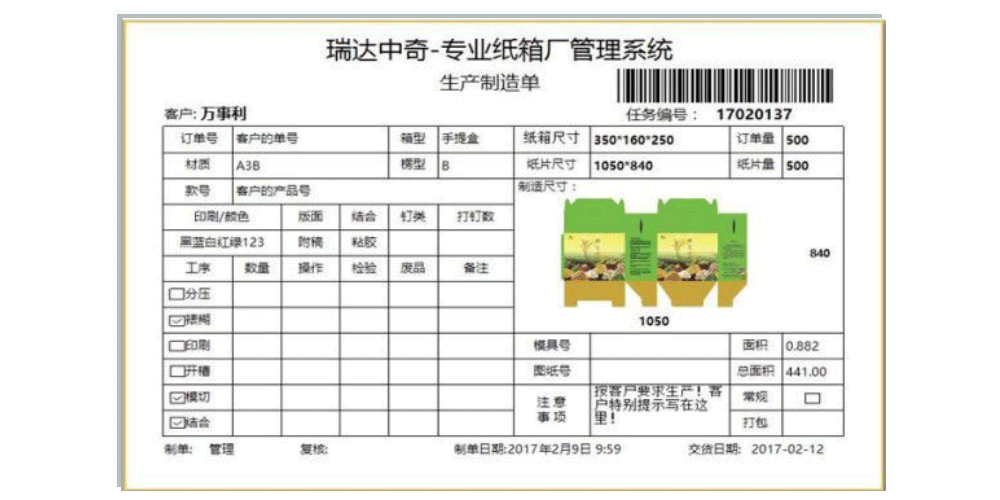 瑞达中奇-专业纸箱厂管理系统
生产制造单
客户: 万事利 任务编号： 17020137
订单号 客户的单号 箱型 手提盒 纸箱尺寸 350*160*250 订单量 500
材质 A3B 楞型 B 纸片尺寸 1050*840 纸片量 500
款号 客户的产品号 制造尺寸：
印刷/颜色 版面 结合 钉类 打钉数
黑蓝白红绿123 附稿 粘胶
840
工序 数量 操作 检验 废品 备注
分压
裱糊
1050
印刷 模具号 面积 0.882
开槽 图纸号 总面积 441.00
模切 注意事项 按客户要求生产！客户特别提示写在这里！ 常规
结合 打包
制单: 管理 复核: 制单日期:2017年2月9日 9:59 交货日期: 2017-02-12